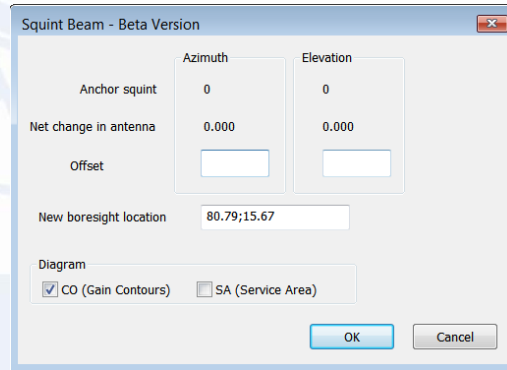 Squint Beam - Beta Version
Azimuth Elevation
Anchor squint 0 0
Net change in antenna 0.000 0.000
Offset
New boresight location 80.79;15.67
Diagram
CO (Gain Contours) SA (Service Area)
OK Cancel